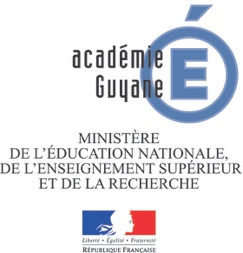 académie
Guyane
É
MINISTÈRE
DE L'ÉDUCATION NATIONALE,
DE L'ENSEIGNEMENT SUPÉRIEUR
ET DE LA RECHERCHE
Liberté • Égalité • Fraternité
RÉPUBLIQUE FRANÇAISE